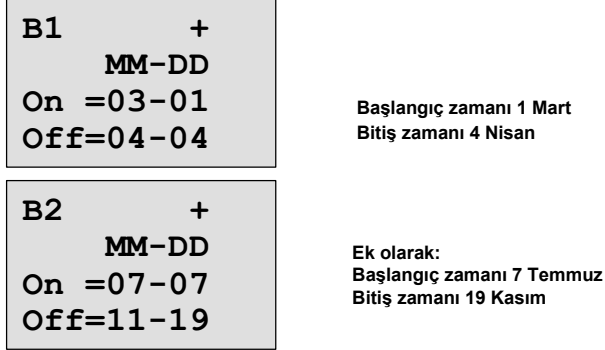 B1 +
MM-DD
On =03-01
Off=04-04
Başlangıç zamanı 1 Mart
Bitiş zamanı 4 Nisan
B2 +
MM-DD
On =07-07
Off=11-19
Ek olarak:
Başlangıç zamanı 7 Temmuz
Bitiş zamanı 19 Kasım